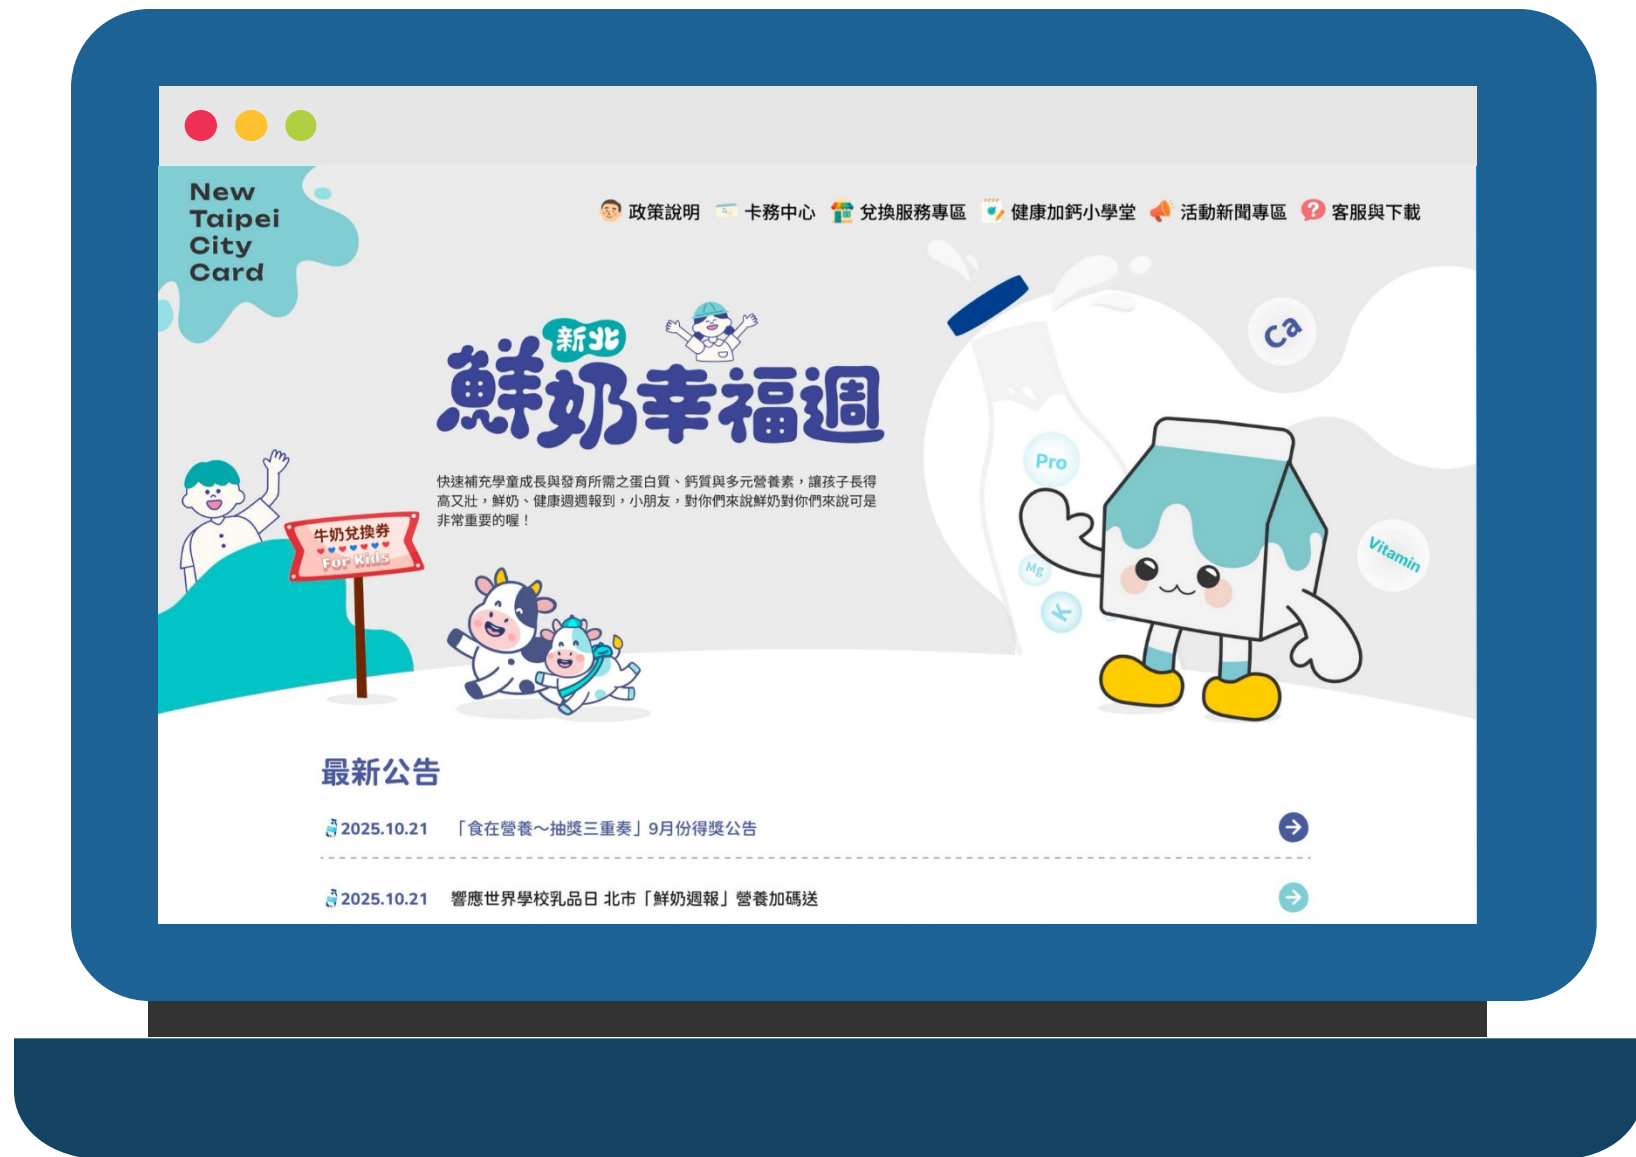 New
Taipei
City
Card
政策說明 卡務中心 兌換服務專區 健康加鈣小學堂 活動新聞專區 客服與下載
新北
鮮奶幸福週
快速補充學童成長與發育所需之蛋白質、鈣質與多元營養素，讓孩子長得
高又壯，鮮奶、健康週週報到，小朋友，對你們來說鮮奶對你們來說可是
非常重要的喔！
牛奶兌換券
For Kids
Ca
Pro
Vitamin
Mg
K
最新公告
2025.10.21 「食在營養～抽獎三重奏」9月份得獎公告
2025.10.21 響應世界學校乳品日 北市「鮮奶週報」營養加碼送